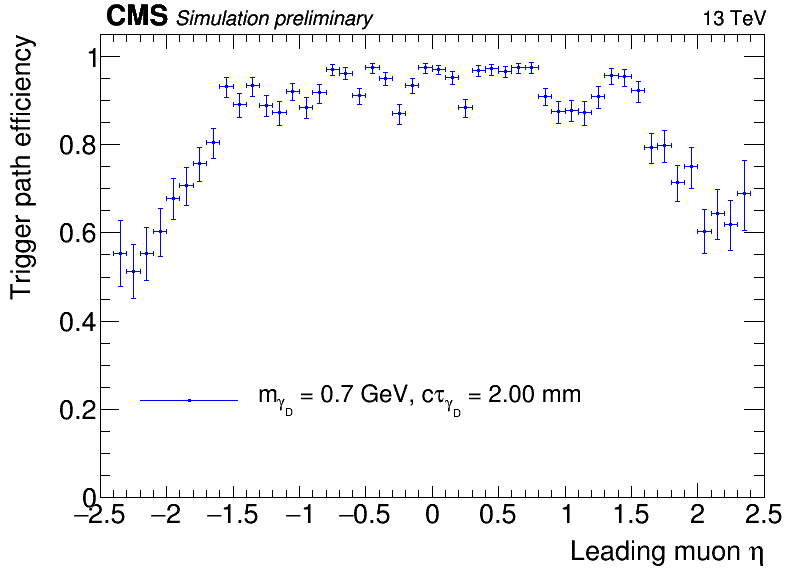 CMS Simulation preliminary 13 TeV
Trigger path efficiency
1
0.8
0.6
0.4
0.2
0
m_γ_D = 0.7 GeV, cτ_γ_D = 2.00 mm
−2.5 −2 −1.5 −1 −0.5 0 0.5 1 1.5 2 2.5
Leading muon η